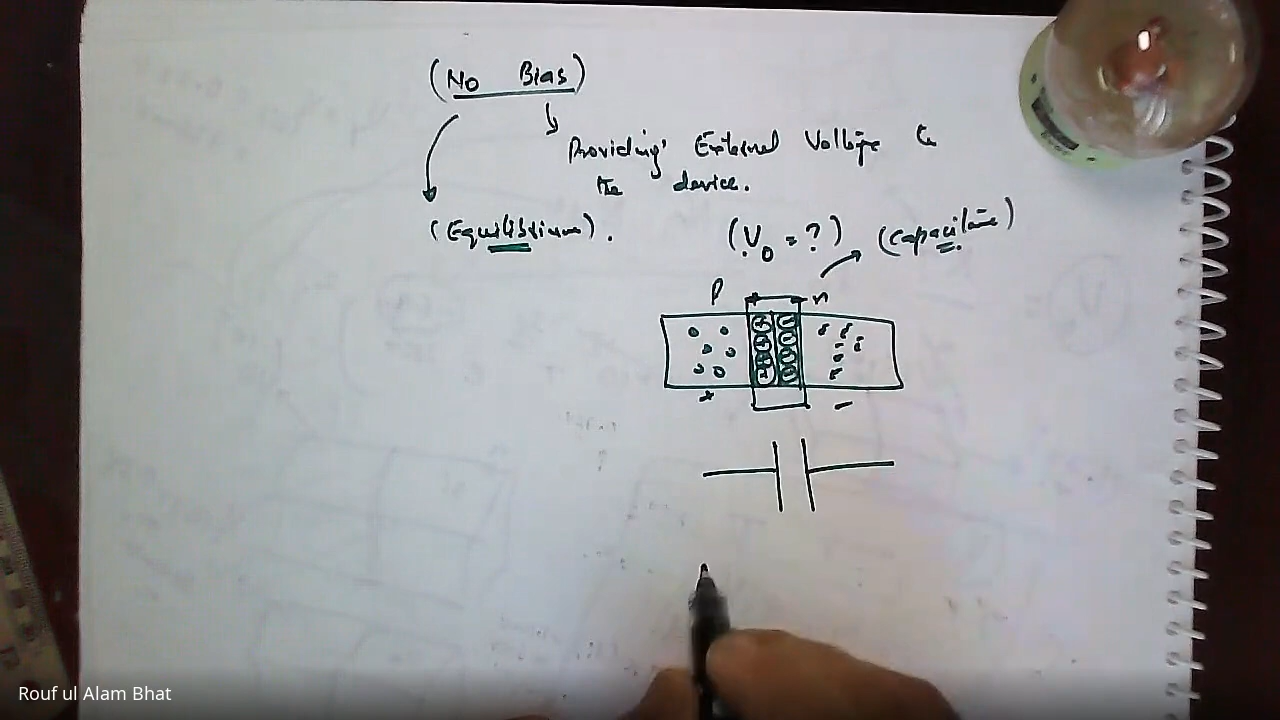 (No Bias)
Providing External Voltage to
the device.
(Equilibrium).
(V₀ = ?)
(capacitance)
p
n
+
-
Rouf ul Alam Bhat